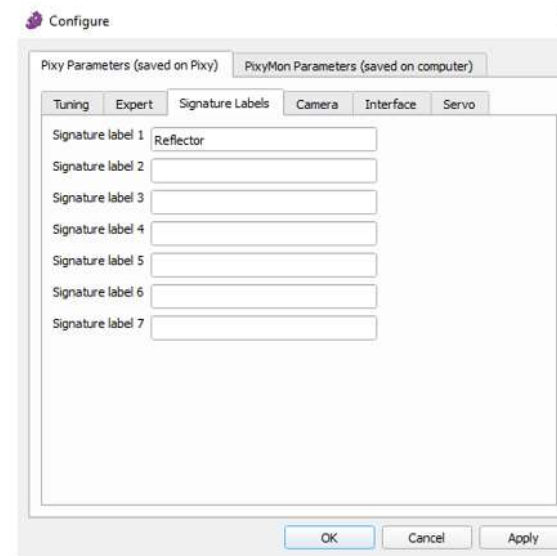 Configure
Pixy Parameters (saved on Pixy) PixyMon Parameters (saved on computer)
Tuning Expert Signature Labels Camera Interface Servo
Signature label 1 Reflector
Signature label 2
Signature label 3
Signature label 4
Signature label 5
Signature label 6
Signature label 7
OK Cancel Apply